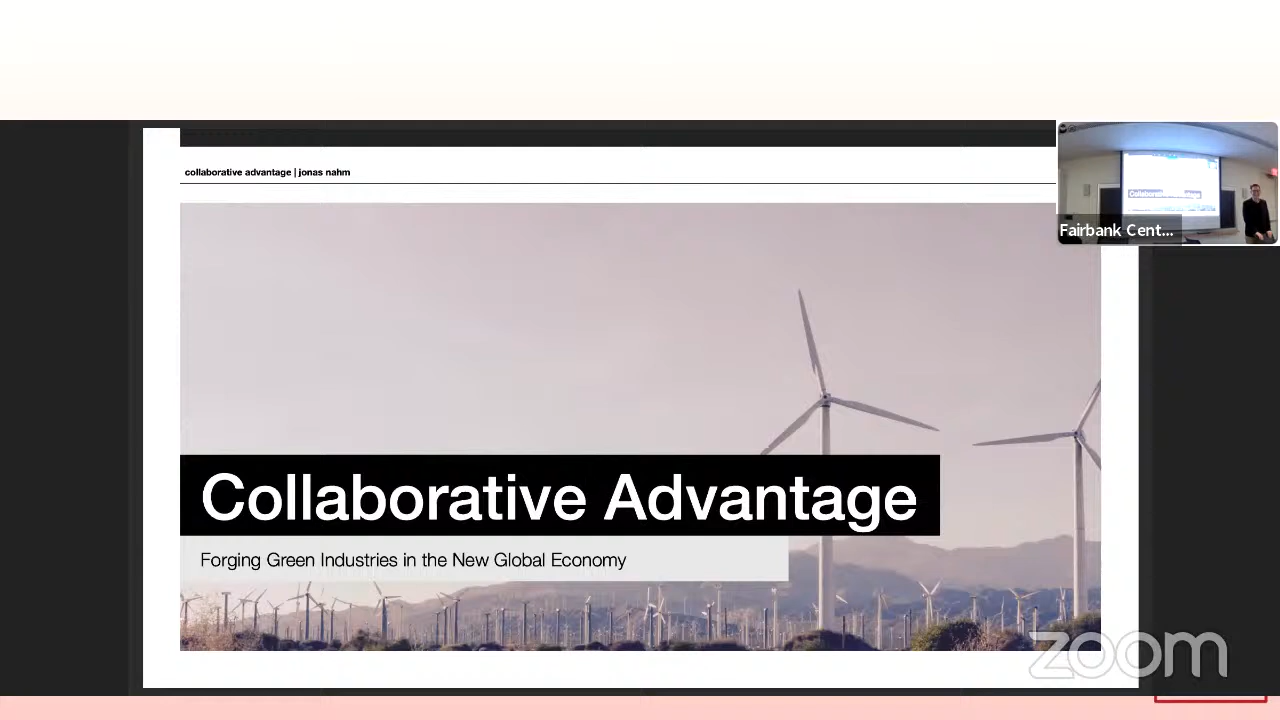 collaborative advantage | jonas nahm
Fairbank Cent...
Collaborative Advantage
Forging Green Industries in the New Global Economy
zoom